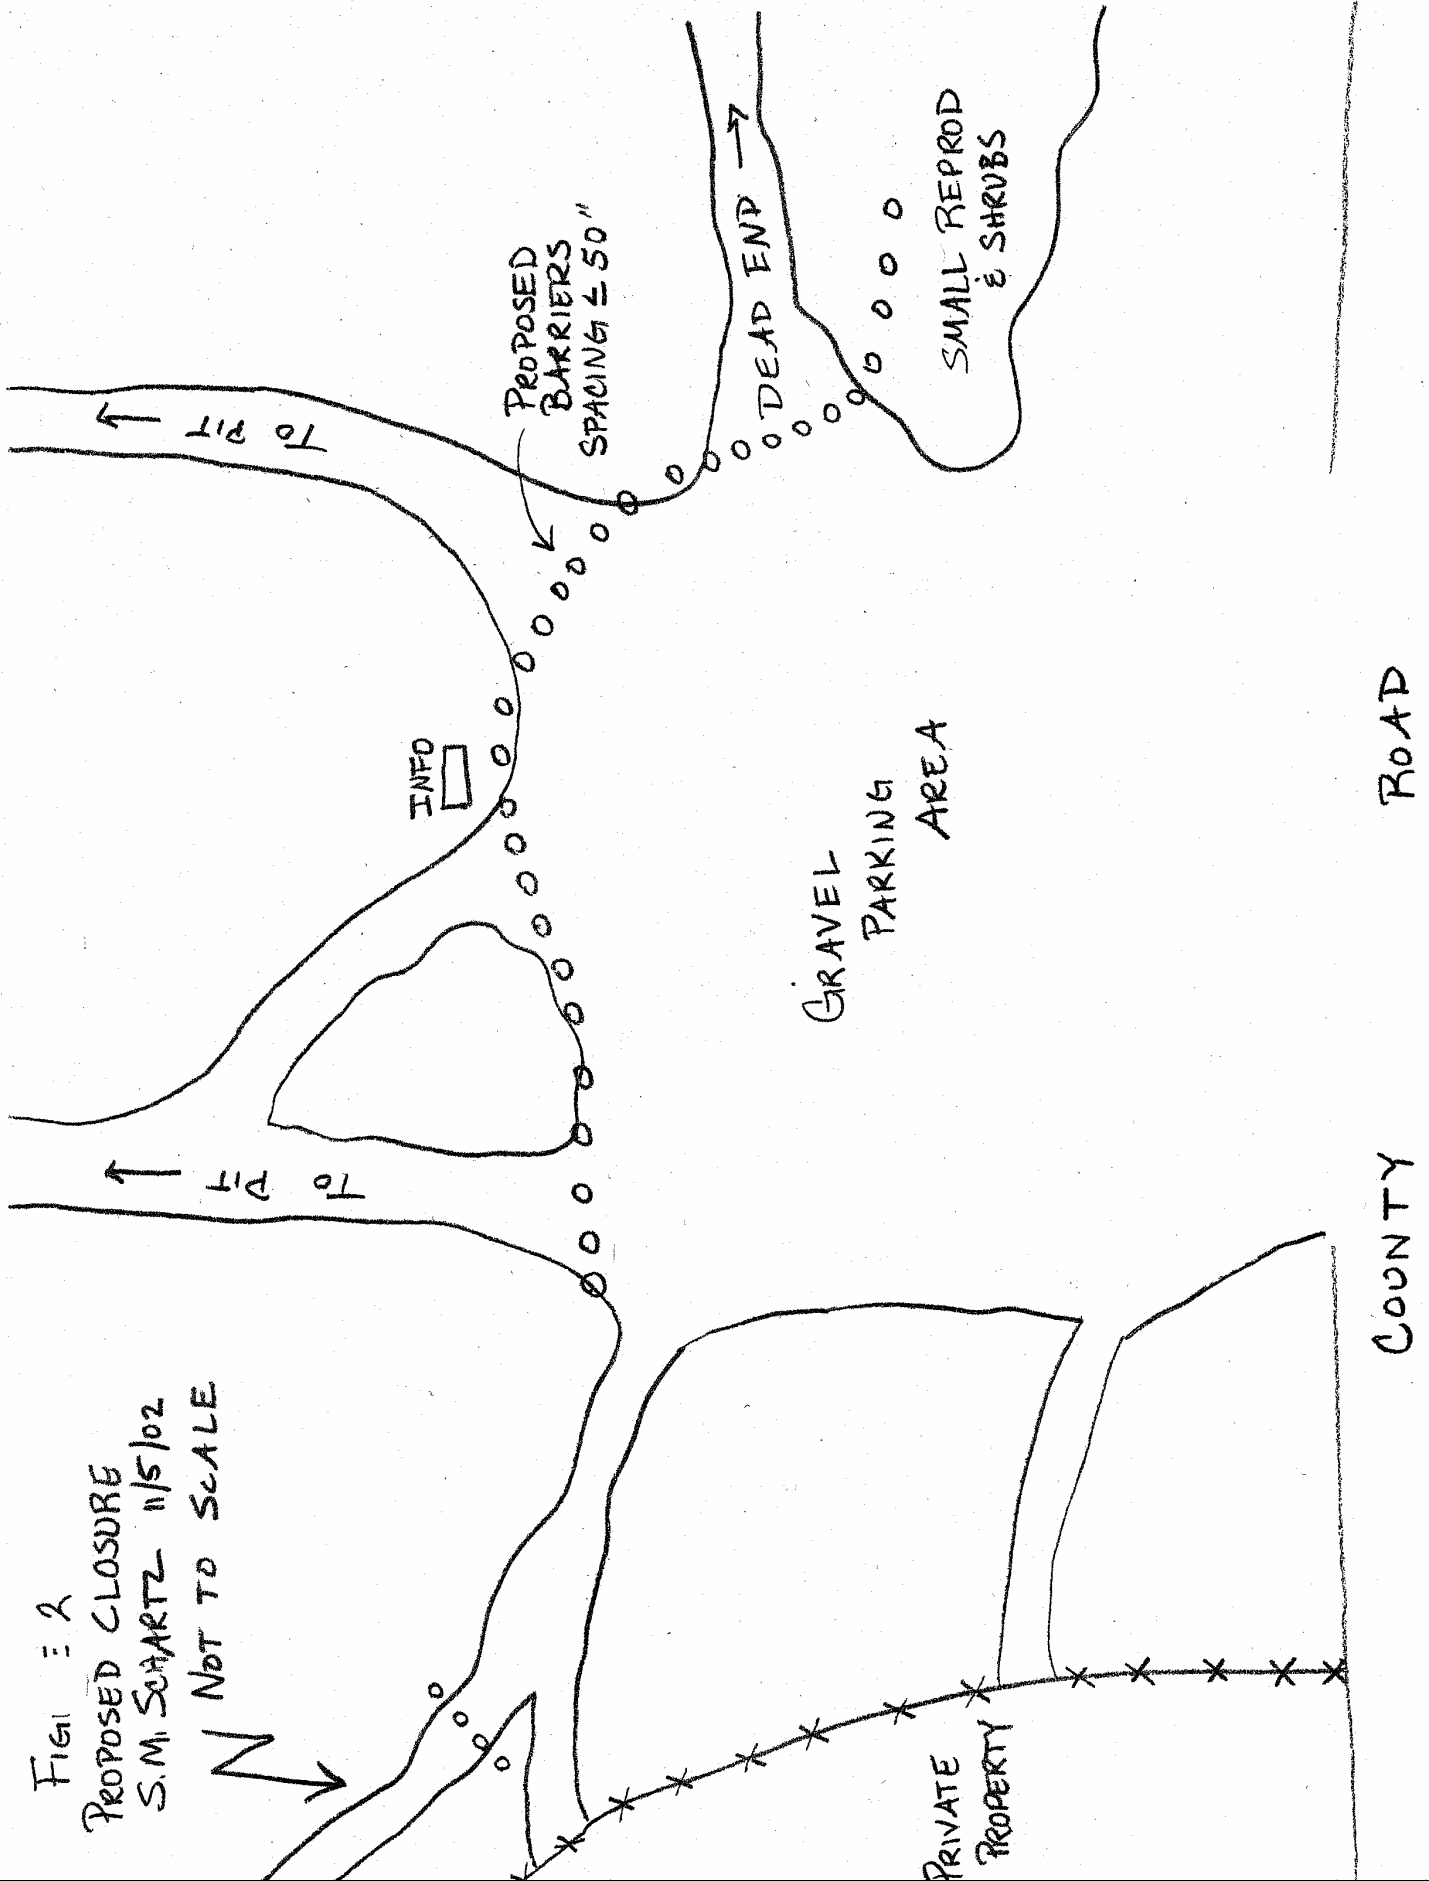 FIG. 2
PROPOSED CLOSURE
S.M. SCHARTZ 11/5/02
NOT TO SCALE
N
TO PIT
TO PIT
INFO
PROPOSED
BARRIERS
SPACING ≤ 50"
DEAD END
SMALL REPROD
& SHRUBS
GRAVEL
PARKING
AREA
PRIVATE
PROPERTY
COUNTY ROAD